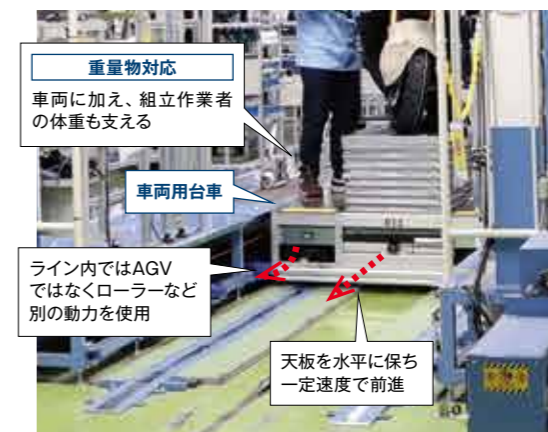 重量物対応
車両に加え、組立作業者
の体重も支える
車両用台車
ライン内ではAGV
ではなくローラーなど
別の動力を使用
天板を水平に保ち
一定速度で前進